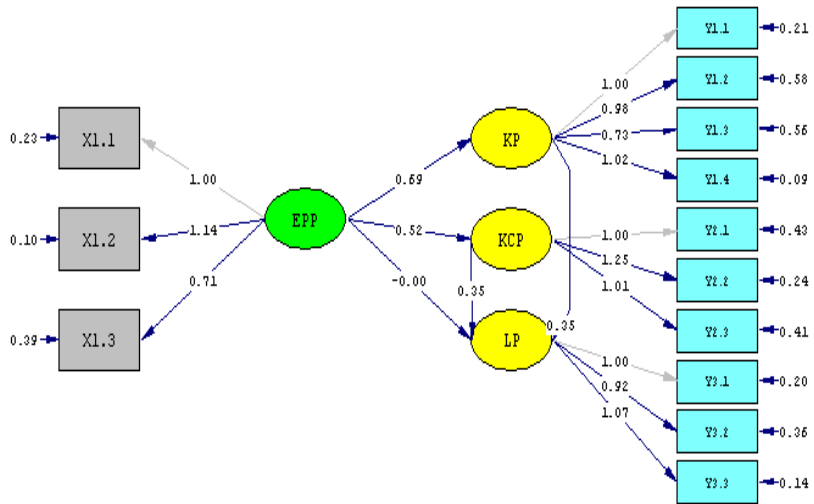 Y1.1
0.21
1.00
Y1.2
0.58
0.98
0.23
X1.1
KP
0.73
Y1.3
0.56
1.02
Y1.4
0.09
1.00
0.69
EPP
Y2.1
0.43
1.00
0.10
X1.2
1.14
0.52
KCP
1.25
Y2.2
0.24
0.71
-0.00
0.35
1.01
0.35
Y2.3
0.41
0.39
X1.3
LP
1.00
Y3.1
0.20
0.92
1.07
Y3.2
0.36
Y3.3
0.14